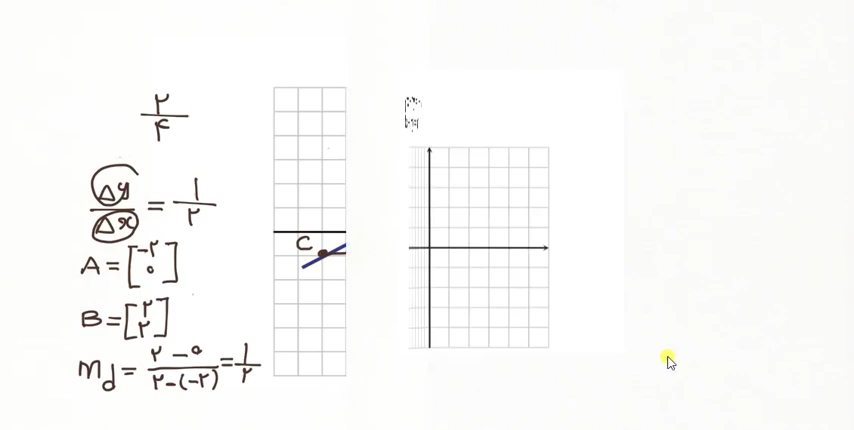 ۲/۴
Δy/Δx = ۱/۲
A = [-۲ ۰]
B = [۲ ۲]
C
m_d = (۲-۰)/(۲-(-۲)) = ۱/۲